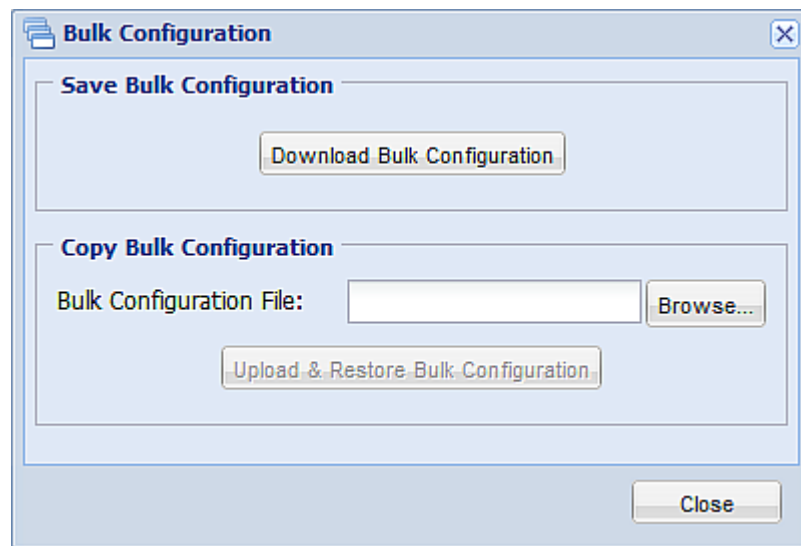 Bulk Configuration
Save Bulk Configuration
Download Bulk Configuration
Copy Bulk Configuration
Bulk Configuration File:
Browse...
Upload & Restore Bulk Configuration
Close